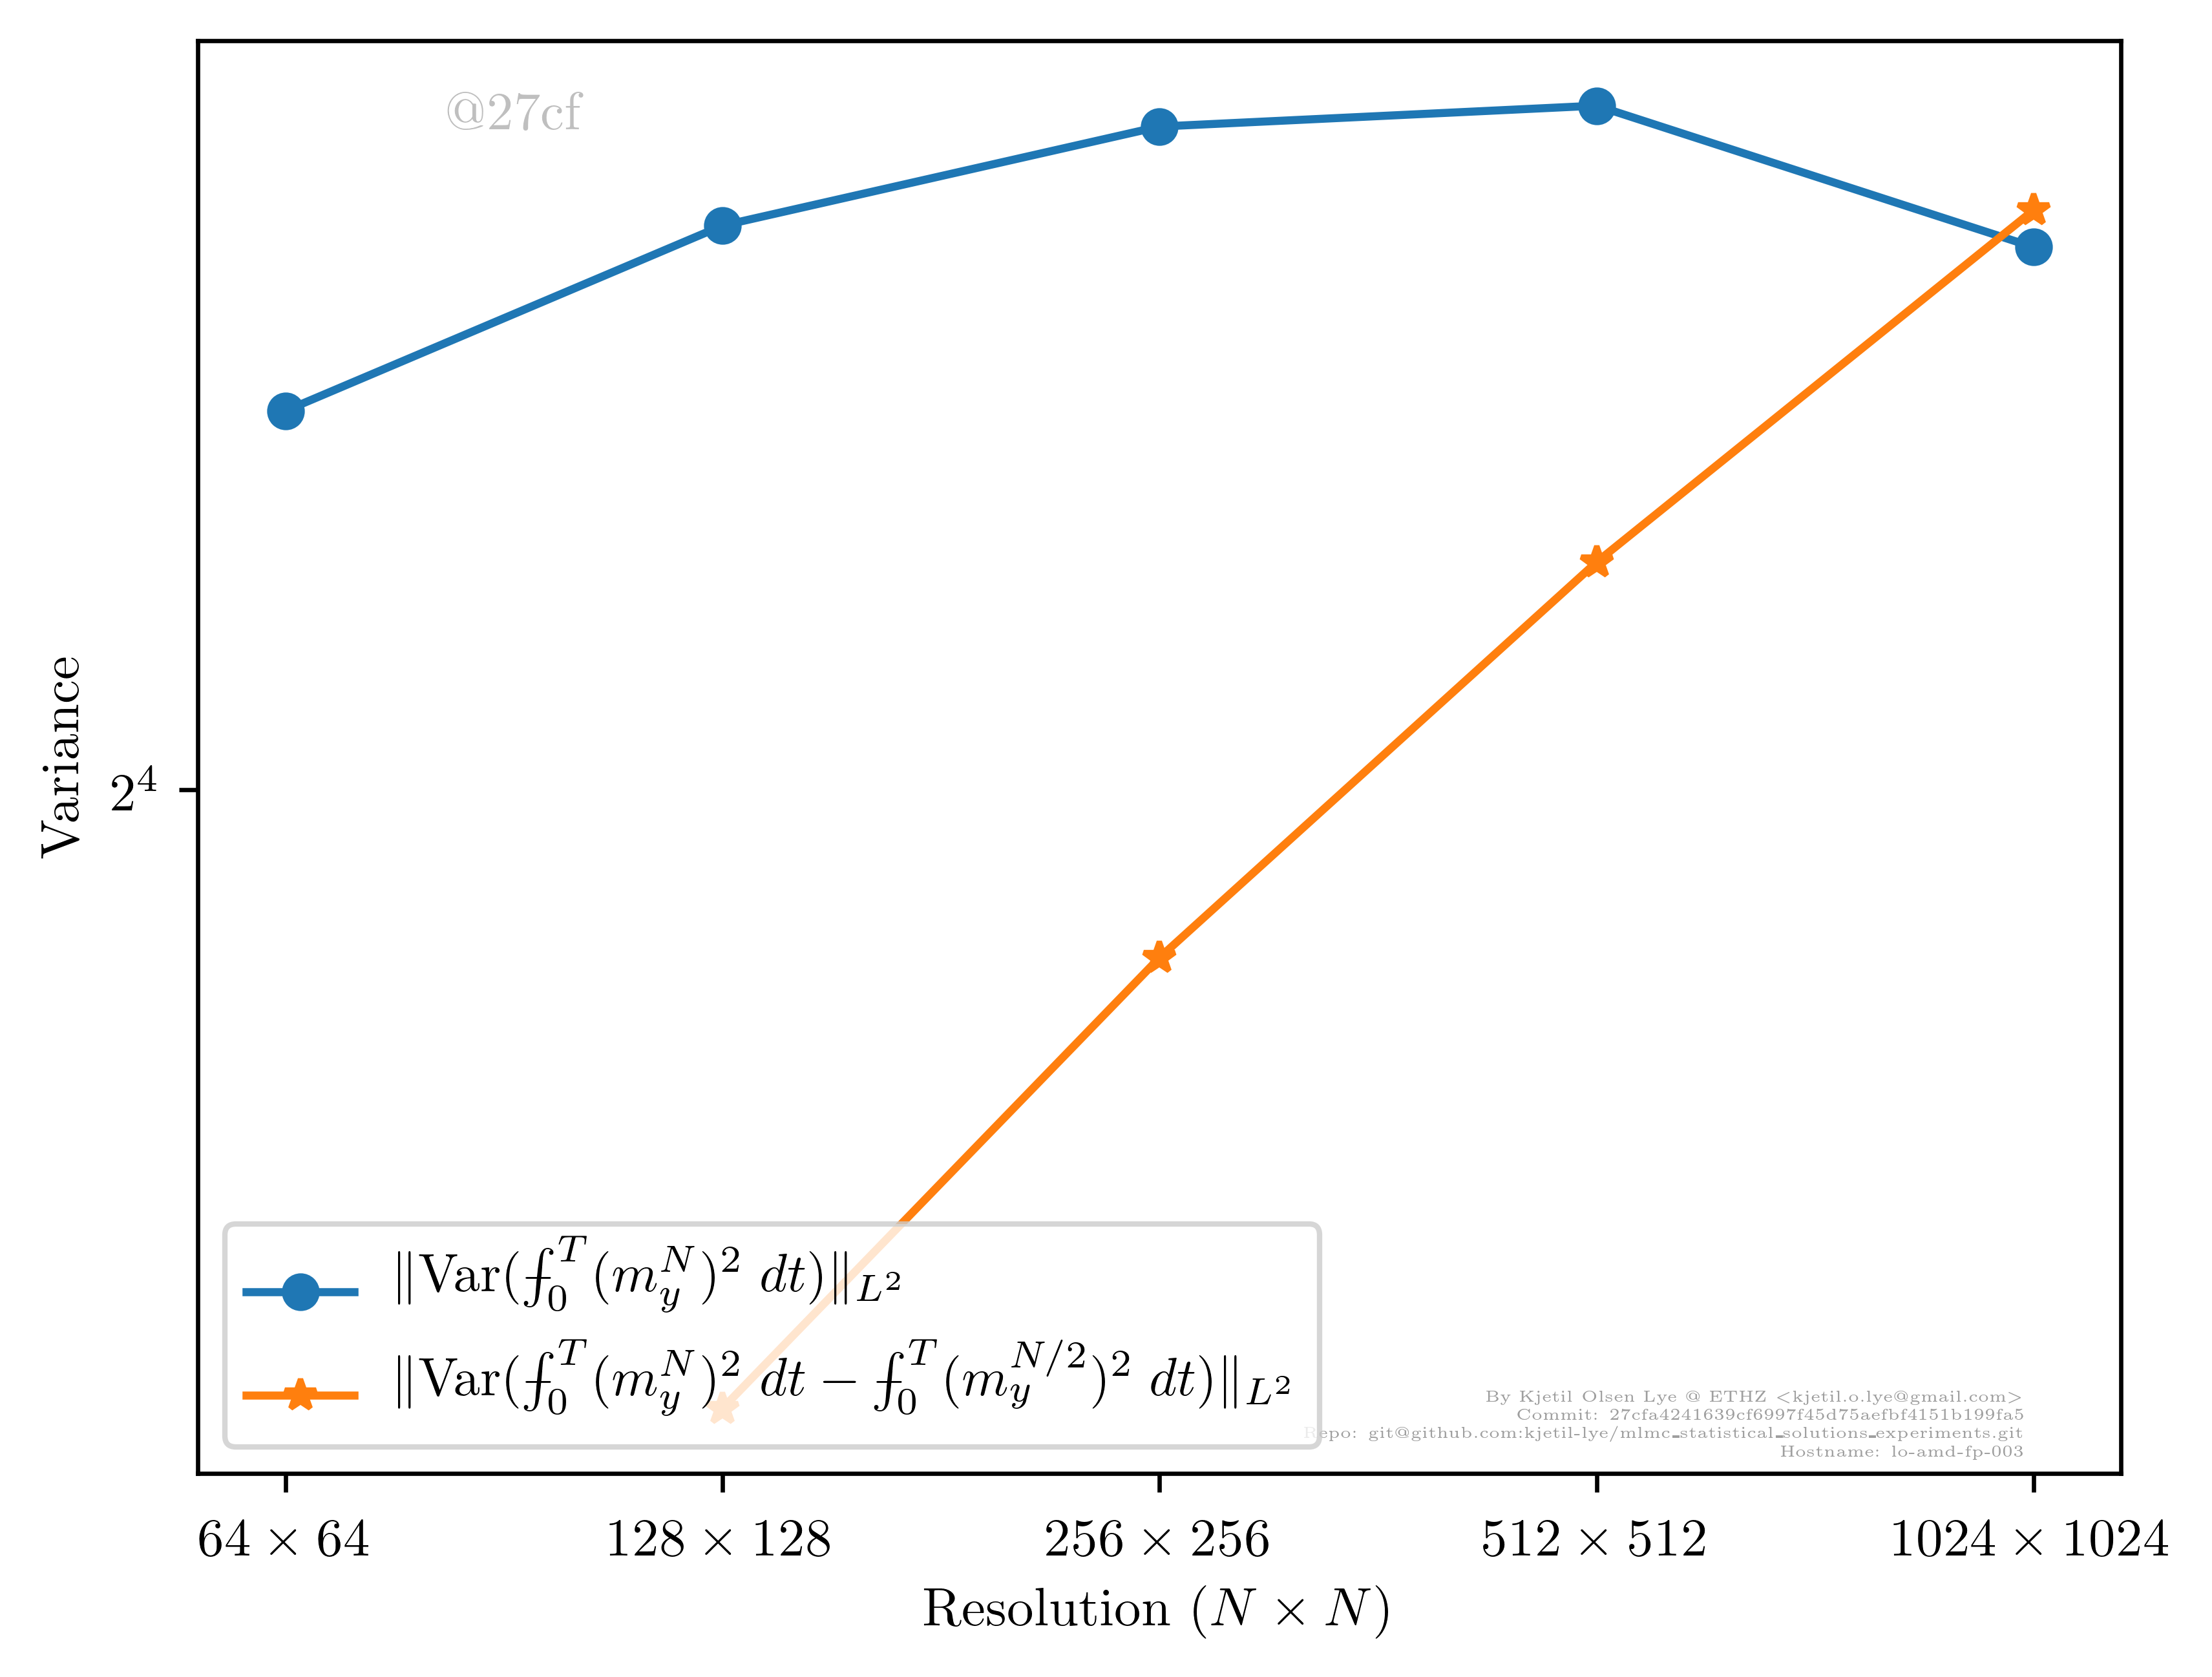 @27cf
Variance
2^4
‖Var(⨍_0^T (m_y^N)^2 dt)‖_{L^2}
‖Var(⨍_0^T (m_y^N)^2 dt − ⨍_0^T (m_y^{N/2})^2 dt)‖_{L^2}
By Kjetil Olsen Lye @ ETHZ <kjetil.o.lye@gmail.com>
Commit: 27cfa4241639cf6997f45d75aefbf4151b199fa5
Repo: git@github.com:kjetil-lye/mlmc_statistical_solutions_experiments.git
Hostname: lo-amd-fp-003
64 × 64 128 × 128 256 × 256 512 × 512 1024 × 1024
Resolution (N × N)